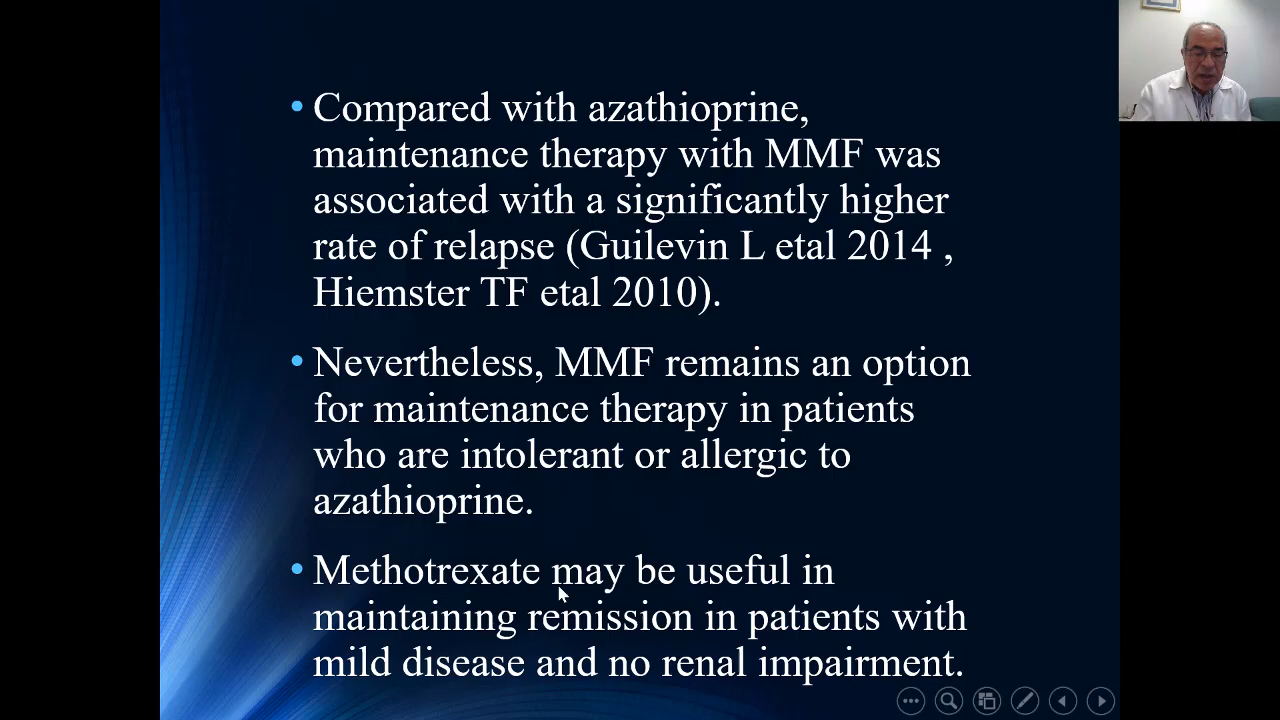 • Compared with azathioprine,
maintenance therapy with MMF was
associated with a significantly higher
rate of relapse (Guilevin L etal 2014 ,
Hiemster TF etal 2010).
• Nevertheless, MMF remains an option
for maintenance therapy in patients
who are intolerant or allergic to
azathioprine.
• Methotrexate may be useful in
maintaining remission in patients with
mild disease and no renal impairment.